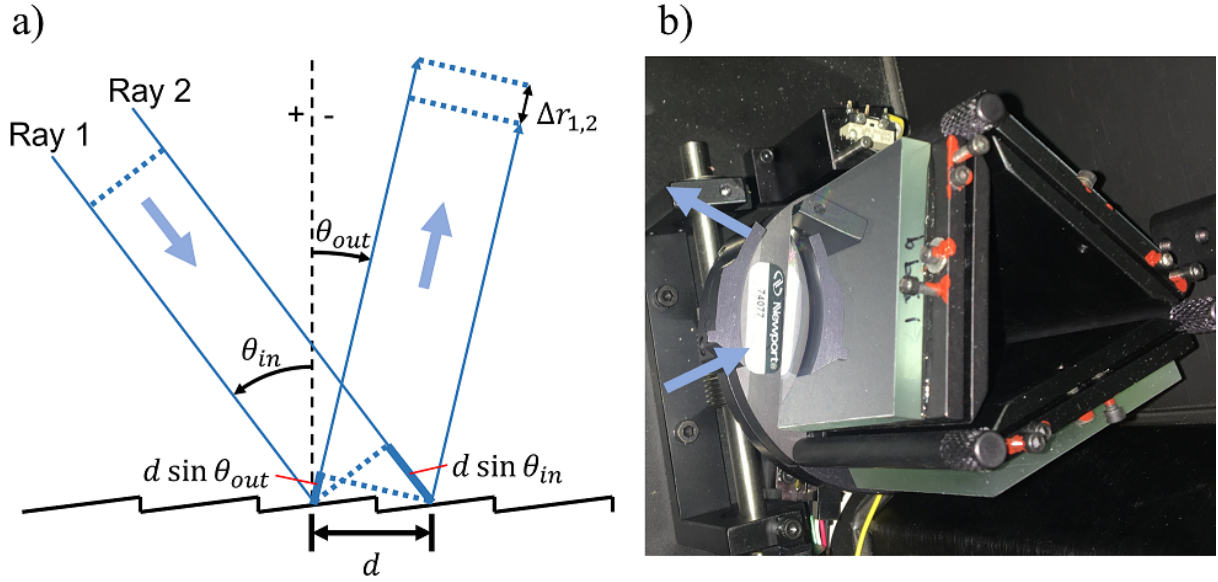 a)
b)
Ray 2
Ray 1
+ -
Δr₁,₂
θout
θin
d sin θout
d sin θin
d
Newport®
74077